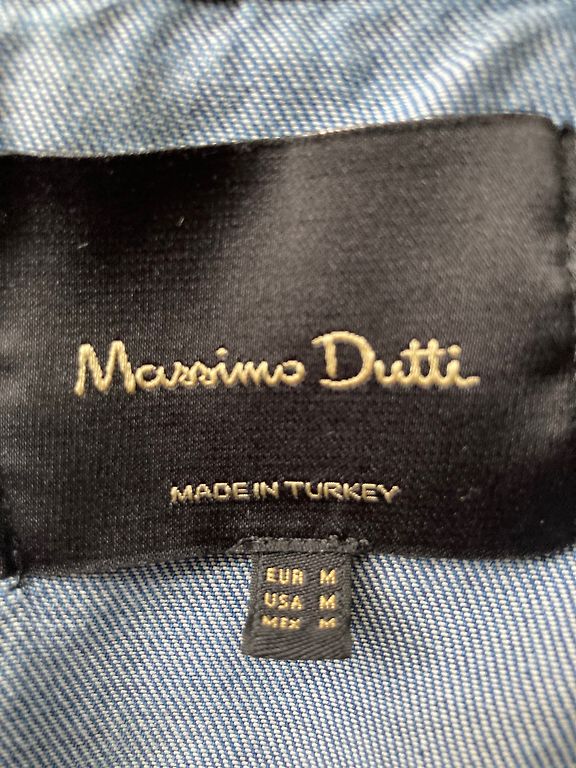 Massimo Dutti
MADE IN TURKEY
EUR M
USA M
MEX M